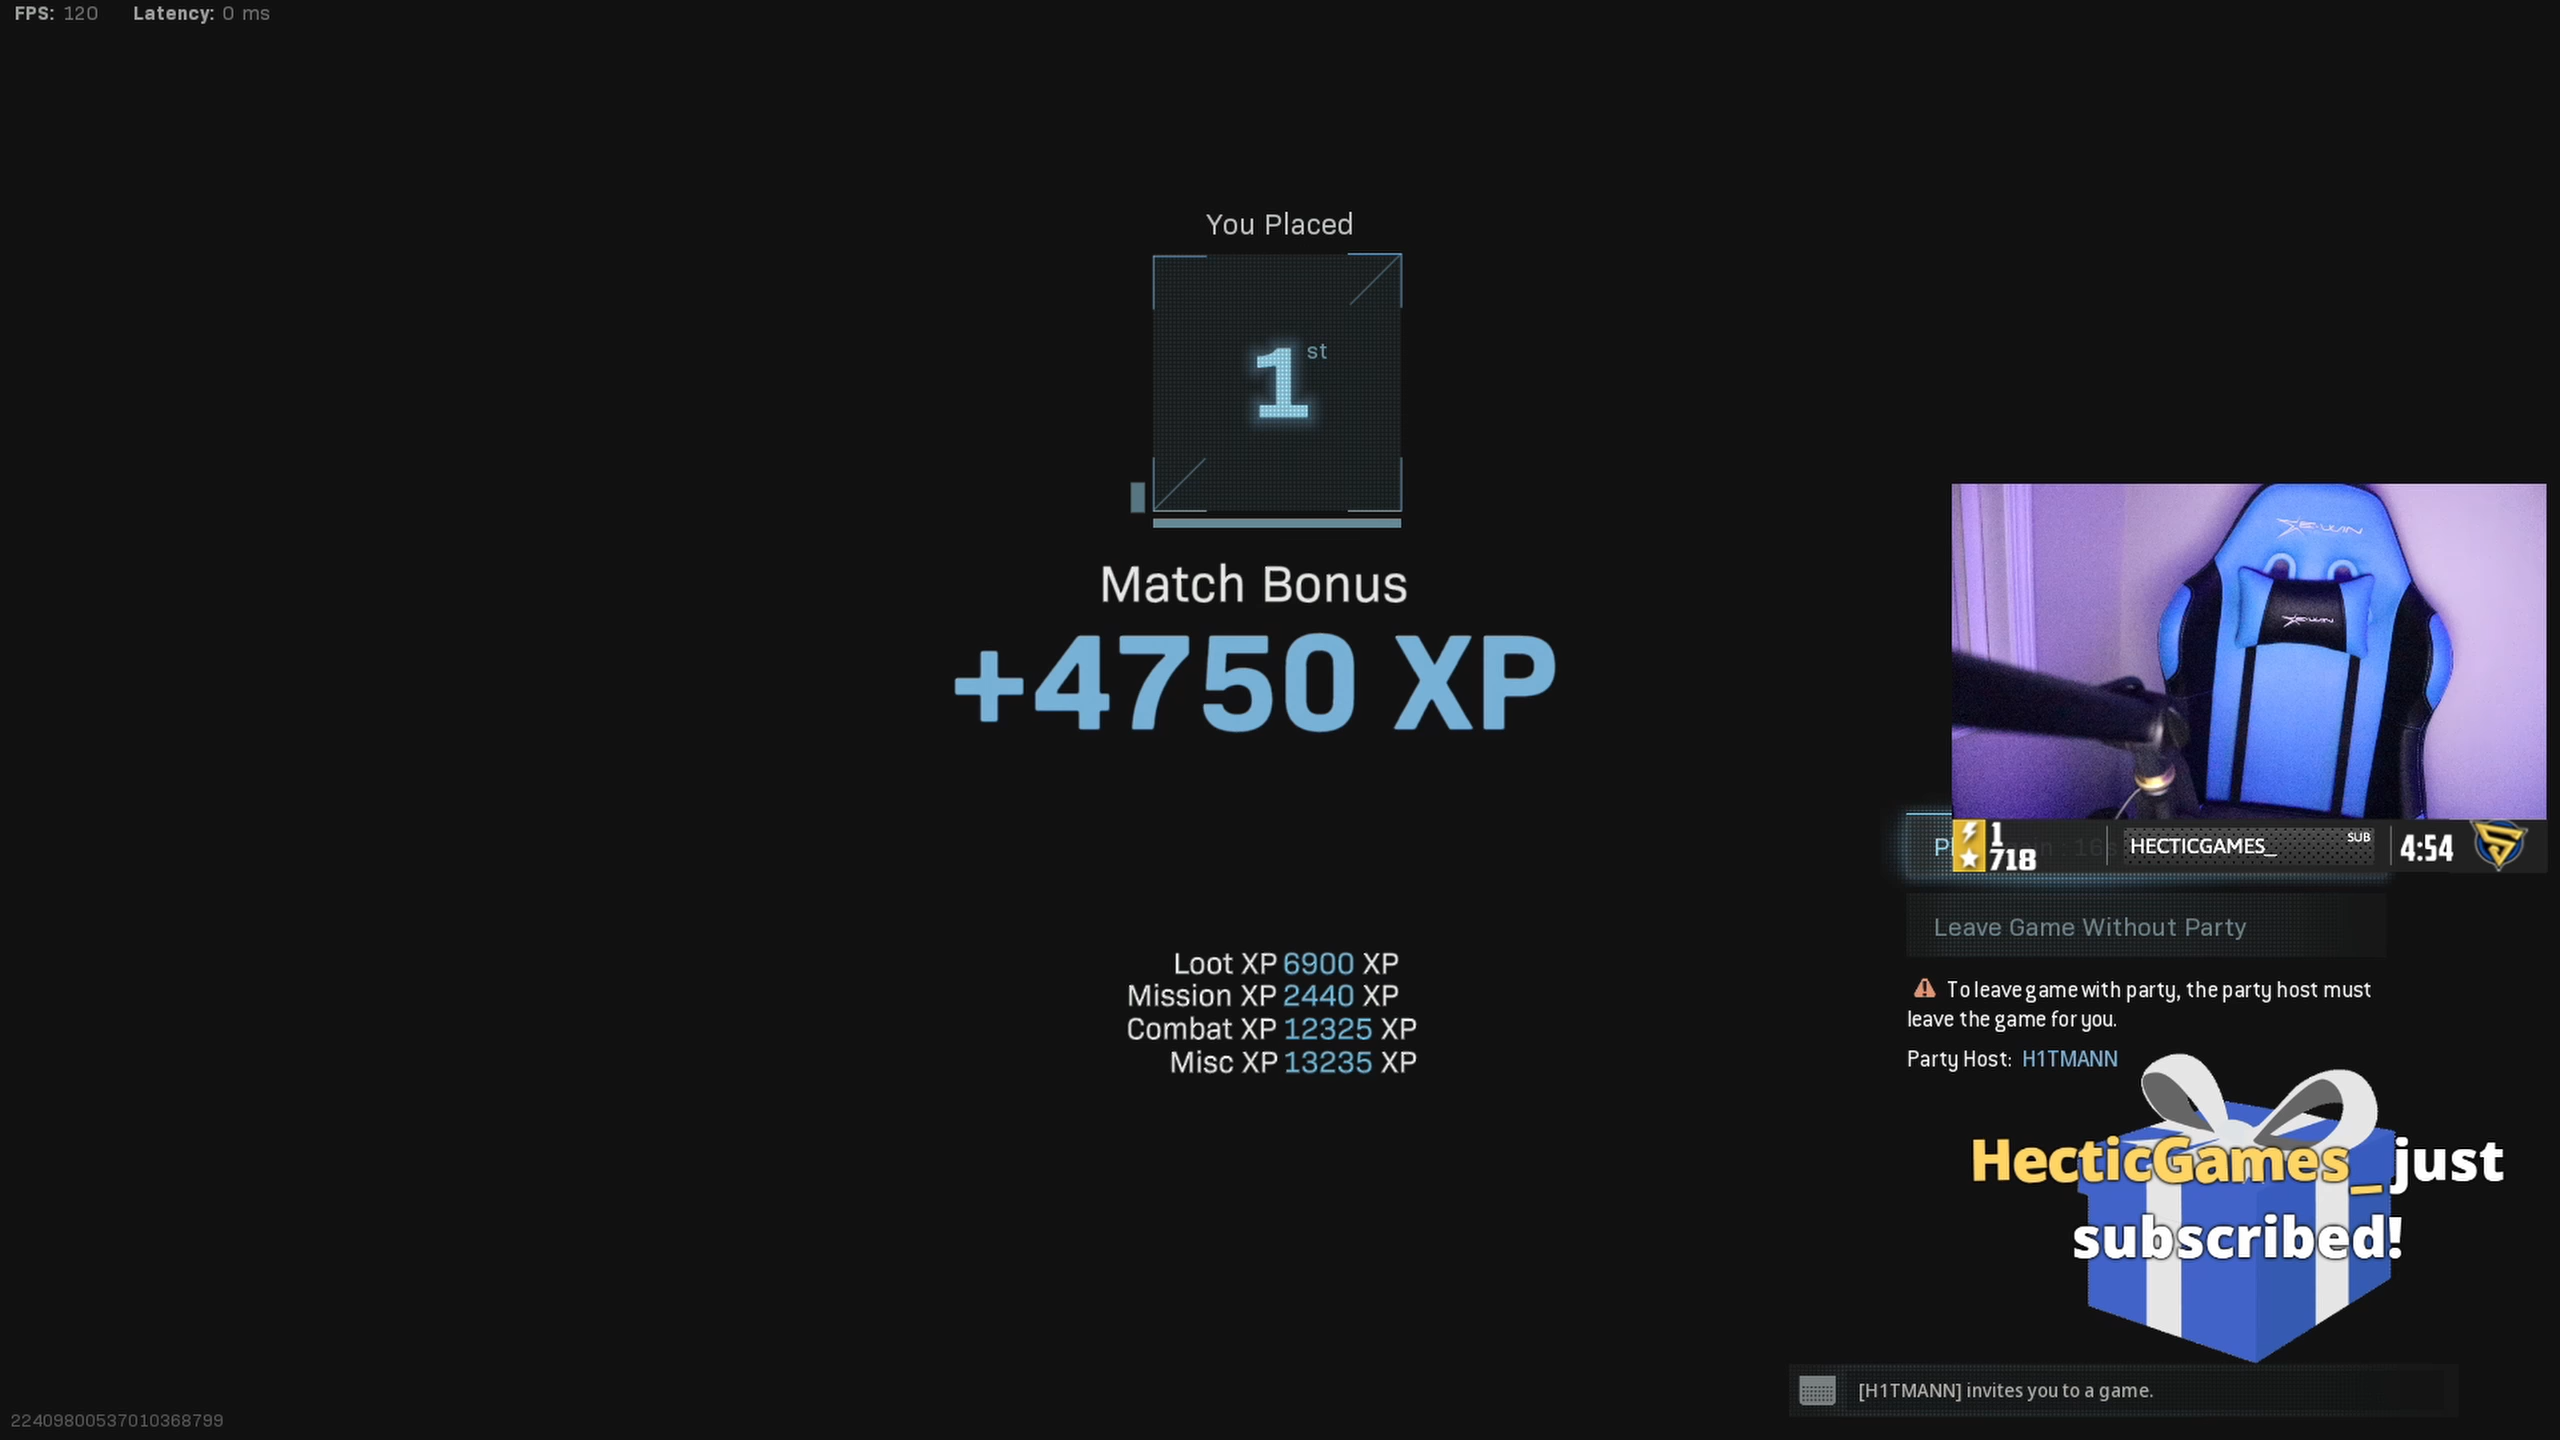 FPS: 120 Latency: 0 ms
You Placed
1st
Match Bonus
+4750 XP
Loot XP 6900 XP
Mission XP 2440 XP
Combat XP 12325 XP
Misc XP 13235 XP
E-WIN
E-WIN
1
718
HECTICGAMES_ SUB
4:54
Leave Game Without Party
To leave game with party, the party host must
leave the game for you.
Party Host: H1TMANN
HecticGames_ just
subscribed!
[H1TMANN] invites you to a game.
22409800537010368799